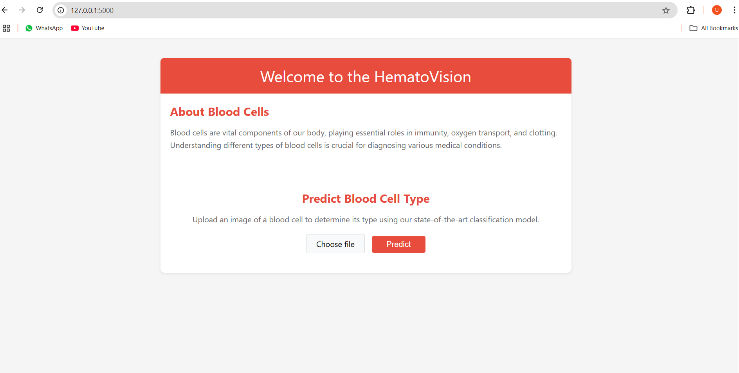 127.0.0.1:5000
U
WhatsApp
YouTube
All Bookmarks
Welcome to the HematoVision
About Blood Cells
Blood cells are vital components of our body, playing essential roles in immunity, oxygen transport, and clotting.
Understanding different types of blood cells is crucial for diagnosing various medical conditions.
Predict Blood Cell Type
Upload an image of a blood cell to determine its type using our state-of-the-art classification model.
Choose file
Predict